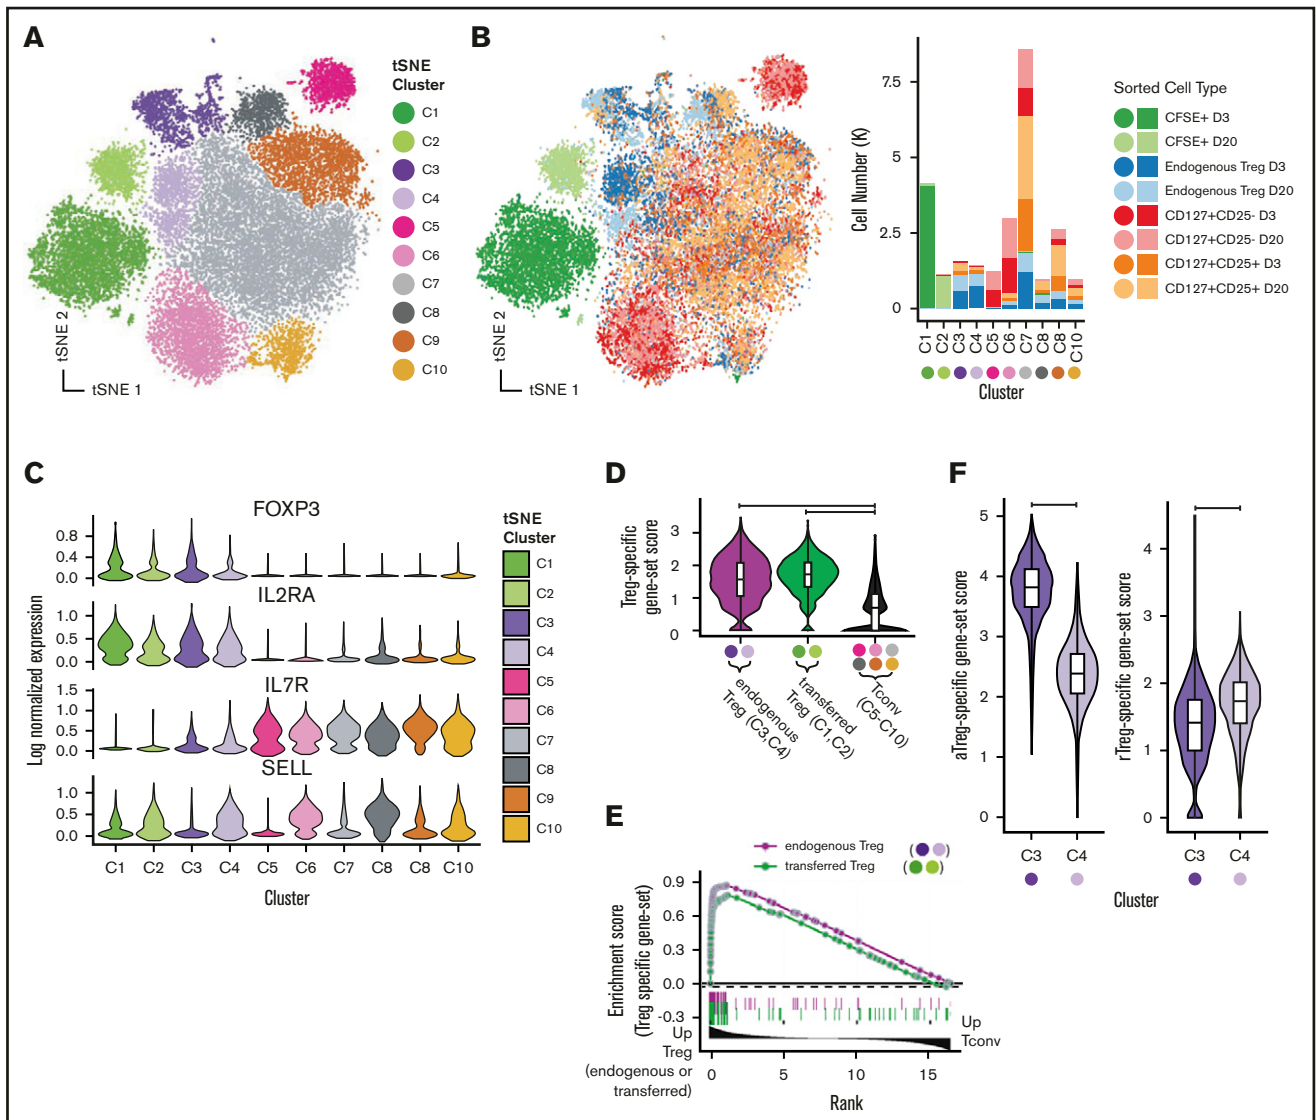 A
tSNE
Cluster
C1
C2
C3
C4
C5
C6
C7
C8
C9
C10
tSNE 2
tSNE 1
B
tSNE 2
tSNE 1
Cell Number (K)
7.5
5
2.5
0
C1
C2
C3
C4
C5
C6
C7
C8
C8
C10
Cluster
Sorted Cell Type
CFSE+ D3
CFSE+ D20
Endogenous Treg D3
Endogenous Treg D20
CD127+CD25- D3
CD127+CD25- D20
CD127+CD25+ D3
CD127+CD25+ D20
C
Log normalized expression
FOXP3
0.8
0.4
0.0
IL2RA
1.0
0.5
0.0
IL7R
1.5
1.0
0.5
0.0
SELL
1.0
0.5
0.0
C1 C2 C3 C4 C5 C6 C7 C8 C8 C10
Cluster
tSNE
Cluster
C1
C2
C3
C4
C5
C6
C7
C8
C9
C10
D
Treg-specific
gene-set score
3
2
1
0
endogenous
Treg (C3,C4)
transferred
Treg (C1,C2)
Tconv
(C5-C10)
E
endogenous Treg ( )
transferred Treg ( )
Enrichment score
(Treg specific gene-set)
0.9
0.6
0.3
0.0
-0.3
Up
Treg
(endogenous or
transferred)
Up
Tconv
0 5 10 15
Rank
F
aTreg-specific gene-set score
5
4
3
2
1
0
C3 C4
rTreg-specific gene-set score
4
3
2
1
0
C3 C4
Cluster